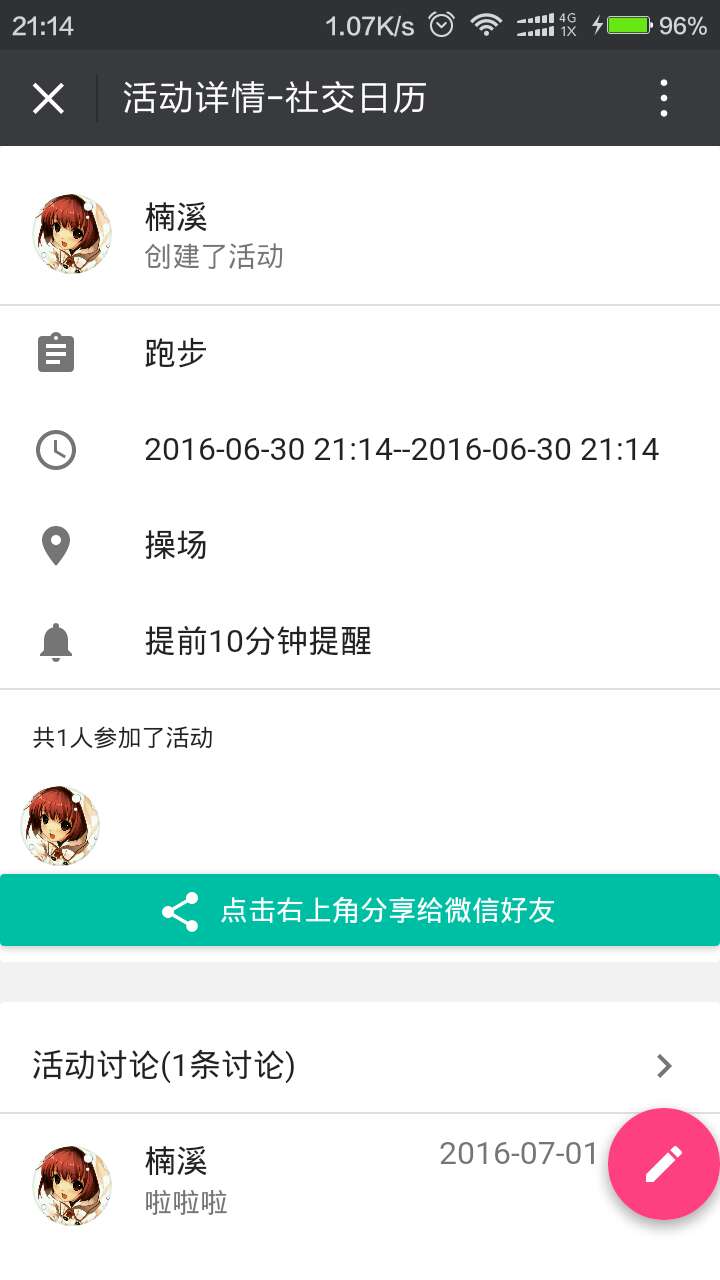 21:14 1.07K/s 4G 1X 96%
活动详情-社交日历
楠溪
创建了活动
跑步
2016-06-30 21:14--2016-06-30 21:14
操场
提前10分钟提醒
共1人参加了活动
点击右上角分享给微信好友
活动讨论(1条讨论)
楠溪 2016-07-01
啦啦啦